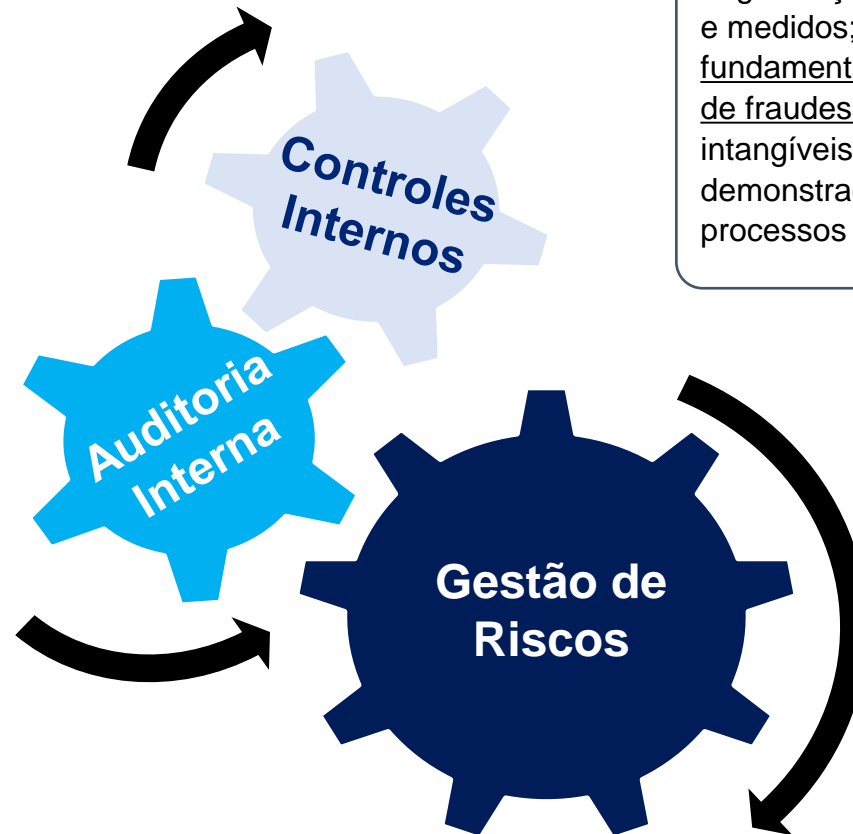 e medidos;
fundament
de fraudes
intangíveis
demonstra
processos
Controles
Internos
Auditoria
Interna
Gestão de
Riscos